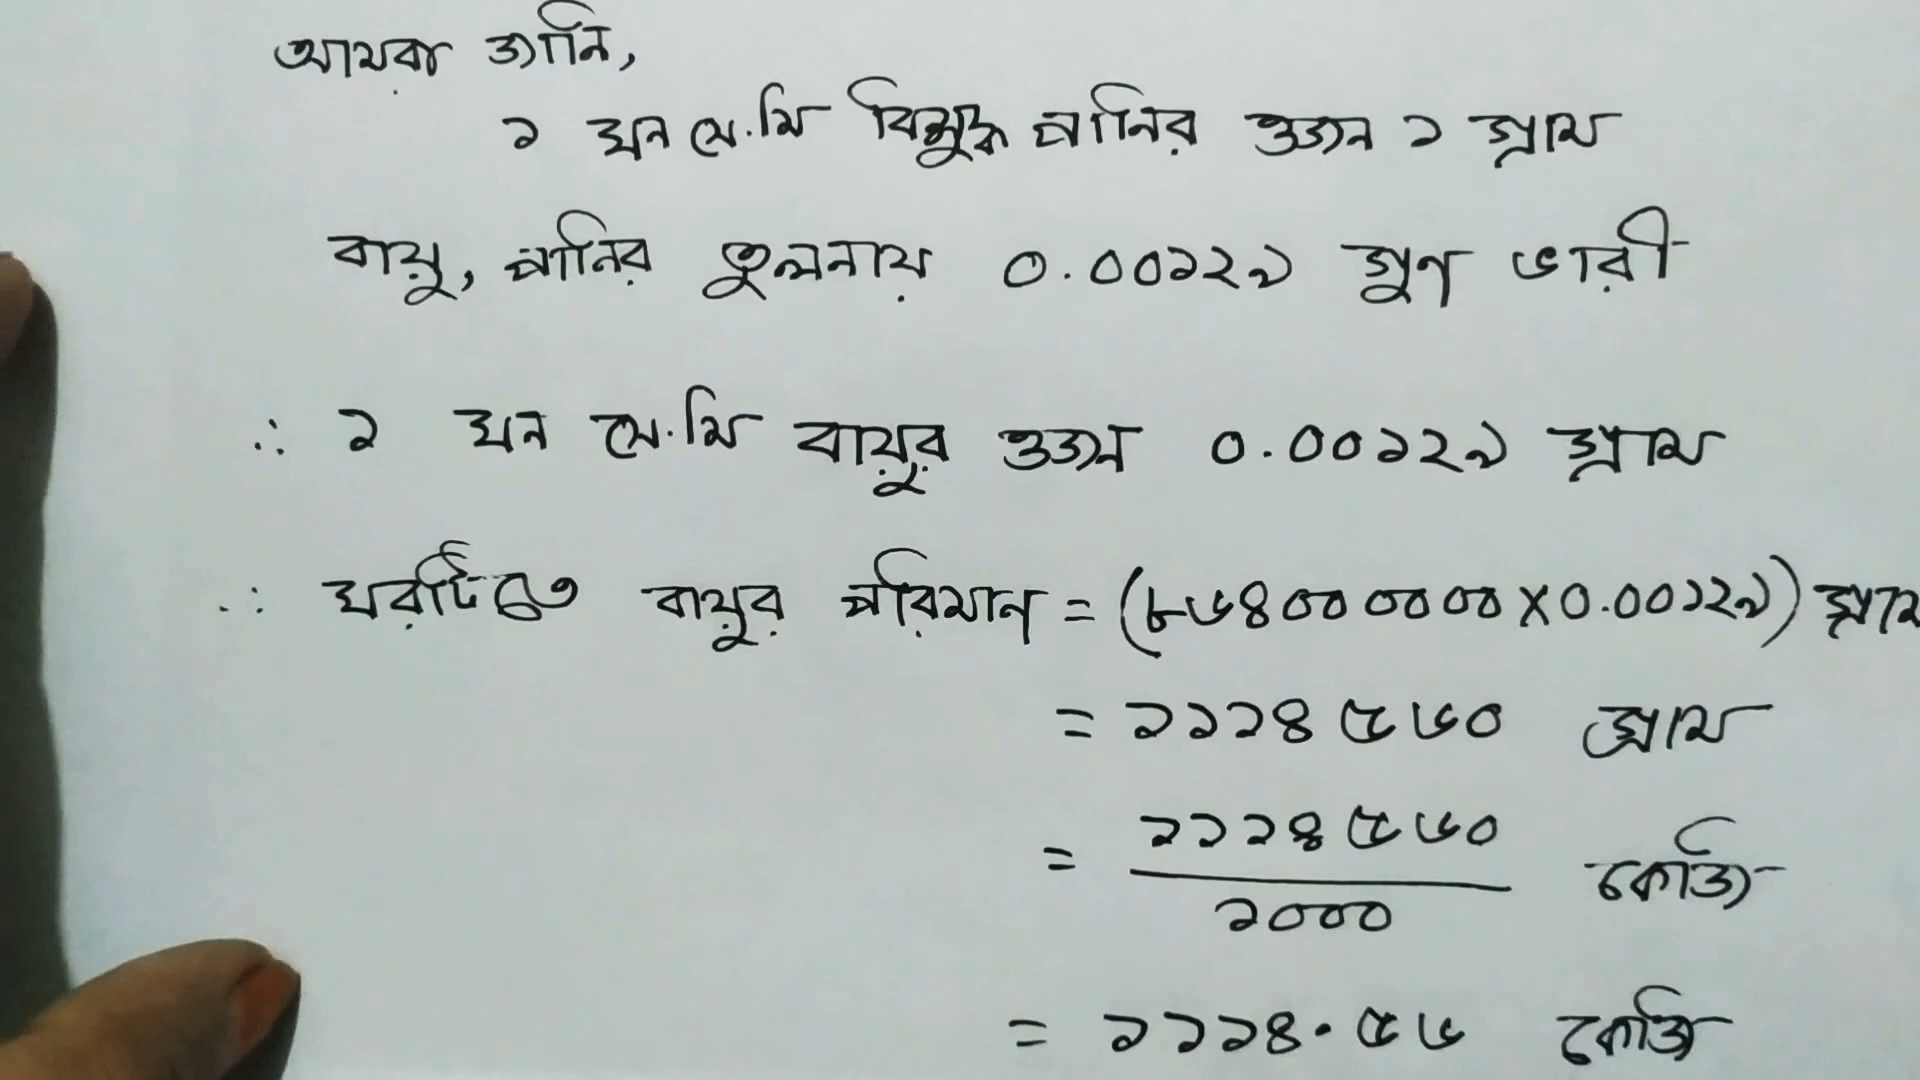 আমরা জানি,
১ ঘন সে.মি বিশুদ্ধ পানির ওজন ১ গ্রাম
বায়ু, পানির তুলনায় ০.০০১২৯ গুণ ভারী
∴ ১ ঘন সে.মি বায়ুর ওজন ০.০০১২৯ গ্রাম
∴ ঘরটিতে বায়ুর পরিমান = (৮৬৪০০০০০০ X ০.০০১২৯) গ্রাম
= ১১১৪৫৬০ গ্রাম
= ১১১৪৫৬০ / ১০০০ কেজি
= ১১১৪.৫৬ কেজি